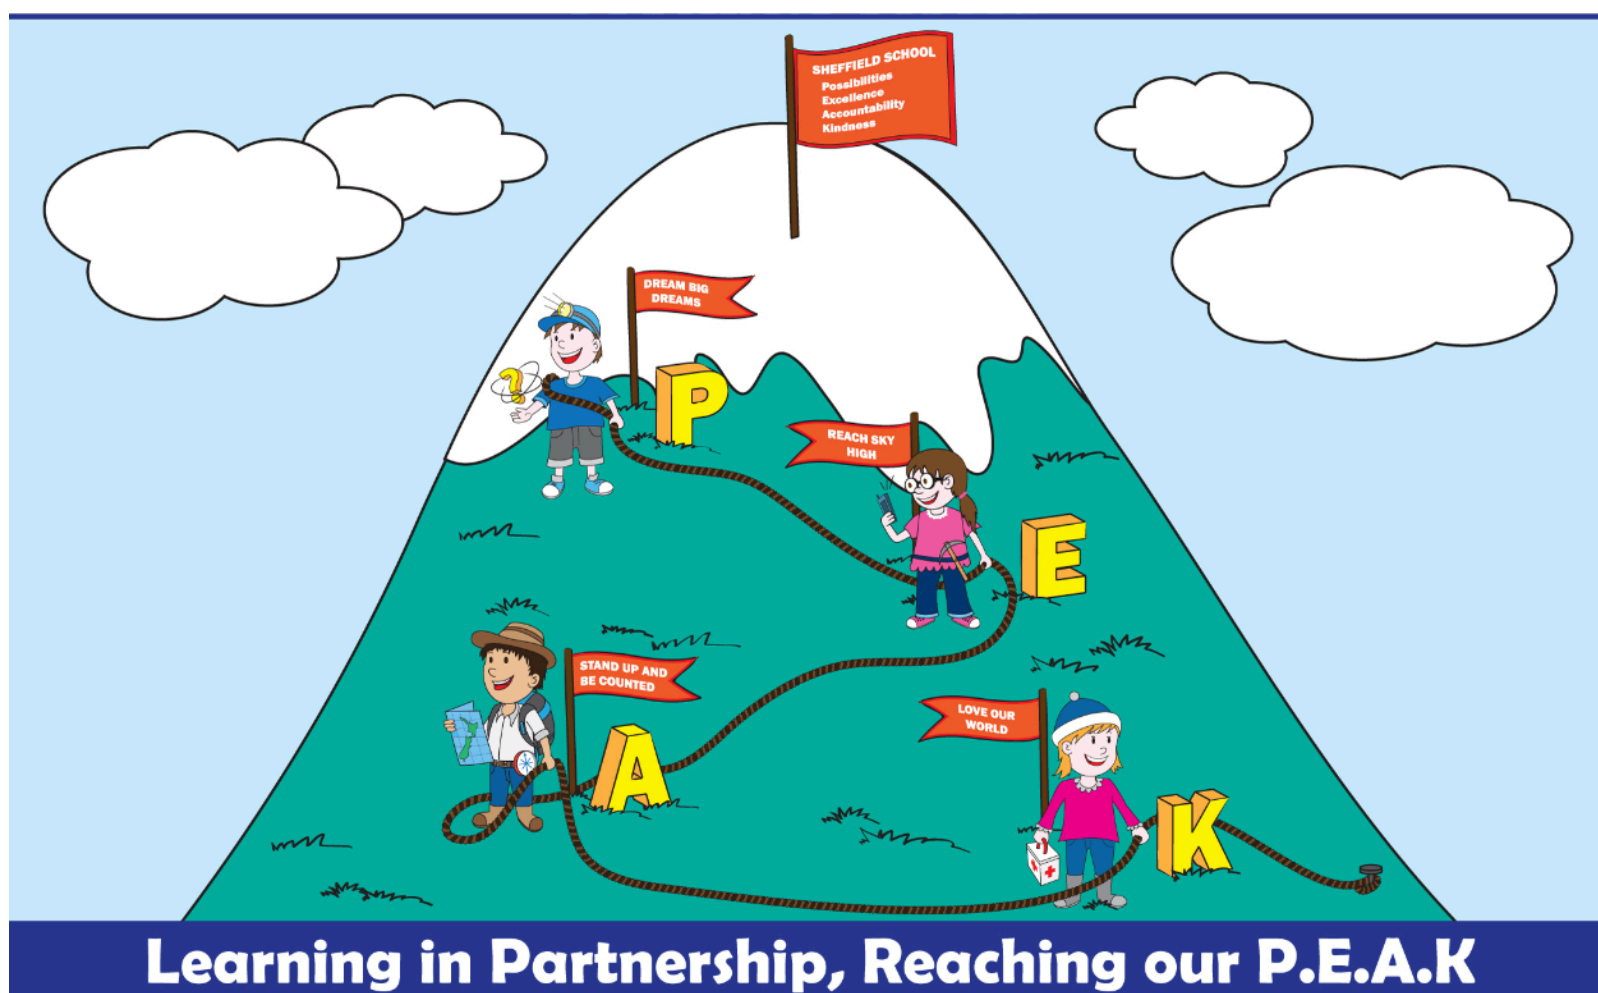 SHEFFIELD SCHOOL
Possibilities
Excellence
Accountability
Kindness
DREAM BIG
DREAMS
P
REACH SKY
HIGH
E
STAND UP AND
BE COUNTED
A
LOVE OUR
WORLD
K
Learning in Partnership, Reaching our P.E.A.K